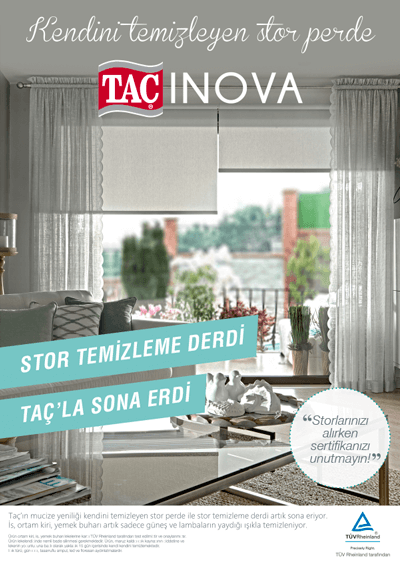 Kendini temizleyen stor perde
TAÇ INOVA
STOR TEMİZLEME DERDİ
TAÇ'LA SONA ERDİ
“Storlarınızı
alırken
sertifikanızı
unutmayın!”
Taç'ın mucize yeniliği kendini temizleyen stor perde ile stor temizleme derdi artık sona eriyor.
İs, ortam kiri, yemek buharı artık sadece güneş ve lambaların yaydığı ışıkla temizleniyor.
TÜVRheinland
Precisely Right.
TÜV Rheinland tarafından